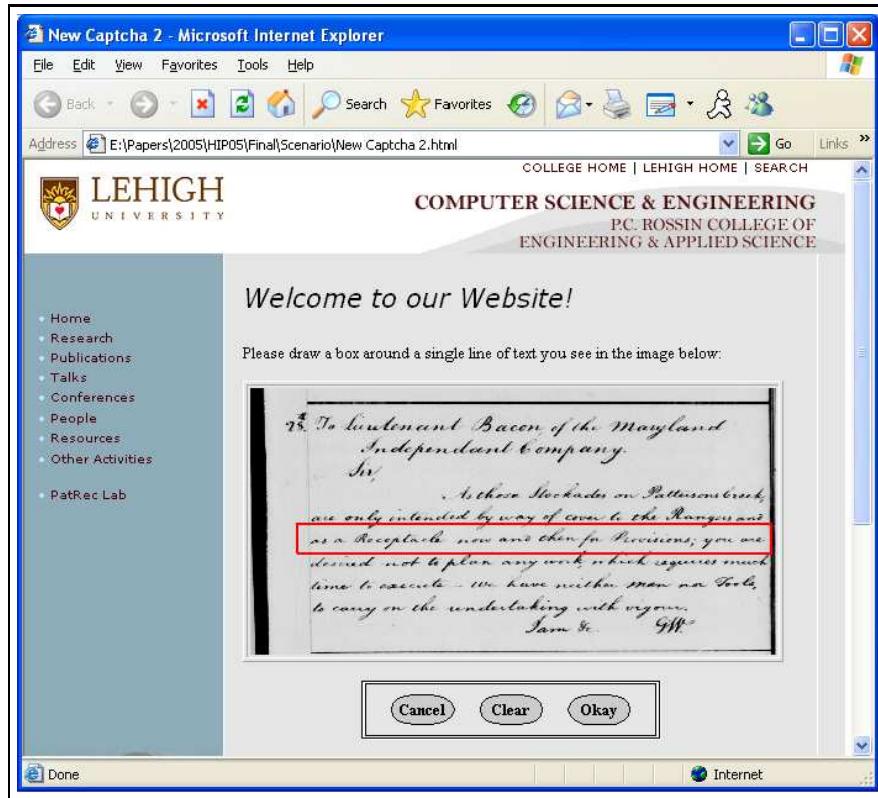 New Captcha 2 - Microsoft Internet Explorer
File Edit View Favorites Tools Help
Back Search Favorites
Address E:\Papers\2005\HIP05\Final\Scenario\New Captcha 2.html Go Links »
COLLEGE HOME | LEHIGH HOME | SEARCH
LEHIGH
UNIVERSITY
COMPUTER SCIENCE & ENGINEERING
P.C. ROSSIN COLLEGE OF
ENGINEERING & APPLIED SCIENCE
Home
Research
Publications
Talks
Conferences
People
Resources
Other Activities
PatRec Lab
Welcome to our Website!
Please draw a box around a single line of text you see in the image below:
To Lieutenant Bacon of the Maryland
Independant Company.
Sir,
As those Stockades on Pattersons Creek,
are only intended by way of cover to the Rangers and
as a Receptacle now and then for Provisions; you are
desired not to plan any work, which requires much
time to execute - We have neither men nor Tools,
to carry on the undertaking with vigour.
I am &c. GW.
Cancel Clear Okay
Done Internet